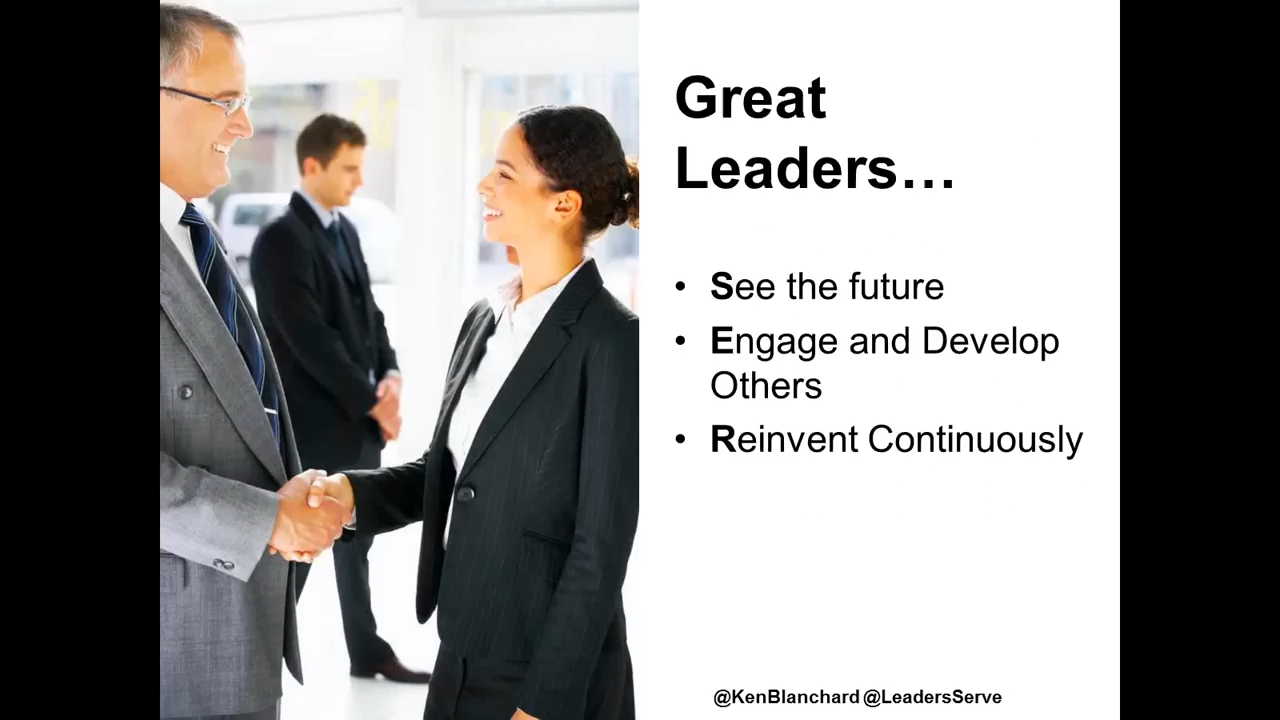 Great
Leaders…
• See the future
• Engage and Develop
Others
• Reinvent Continuously
@KenBlanchard @LeadersServe